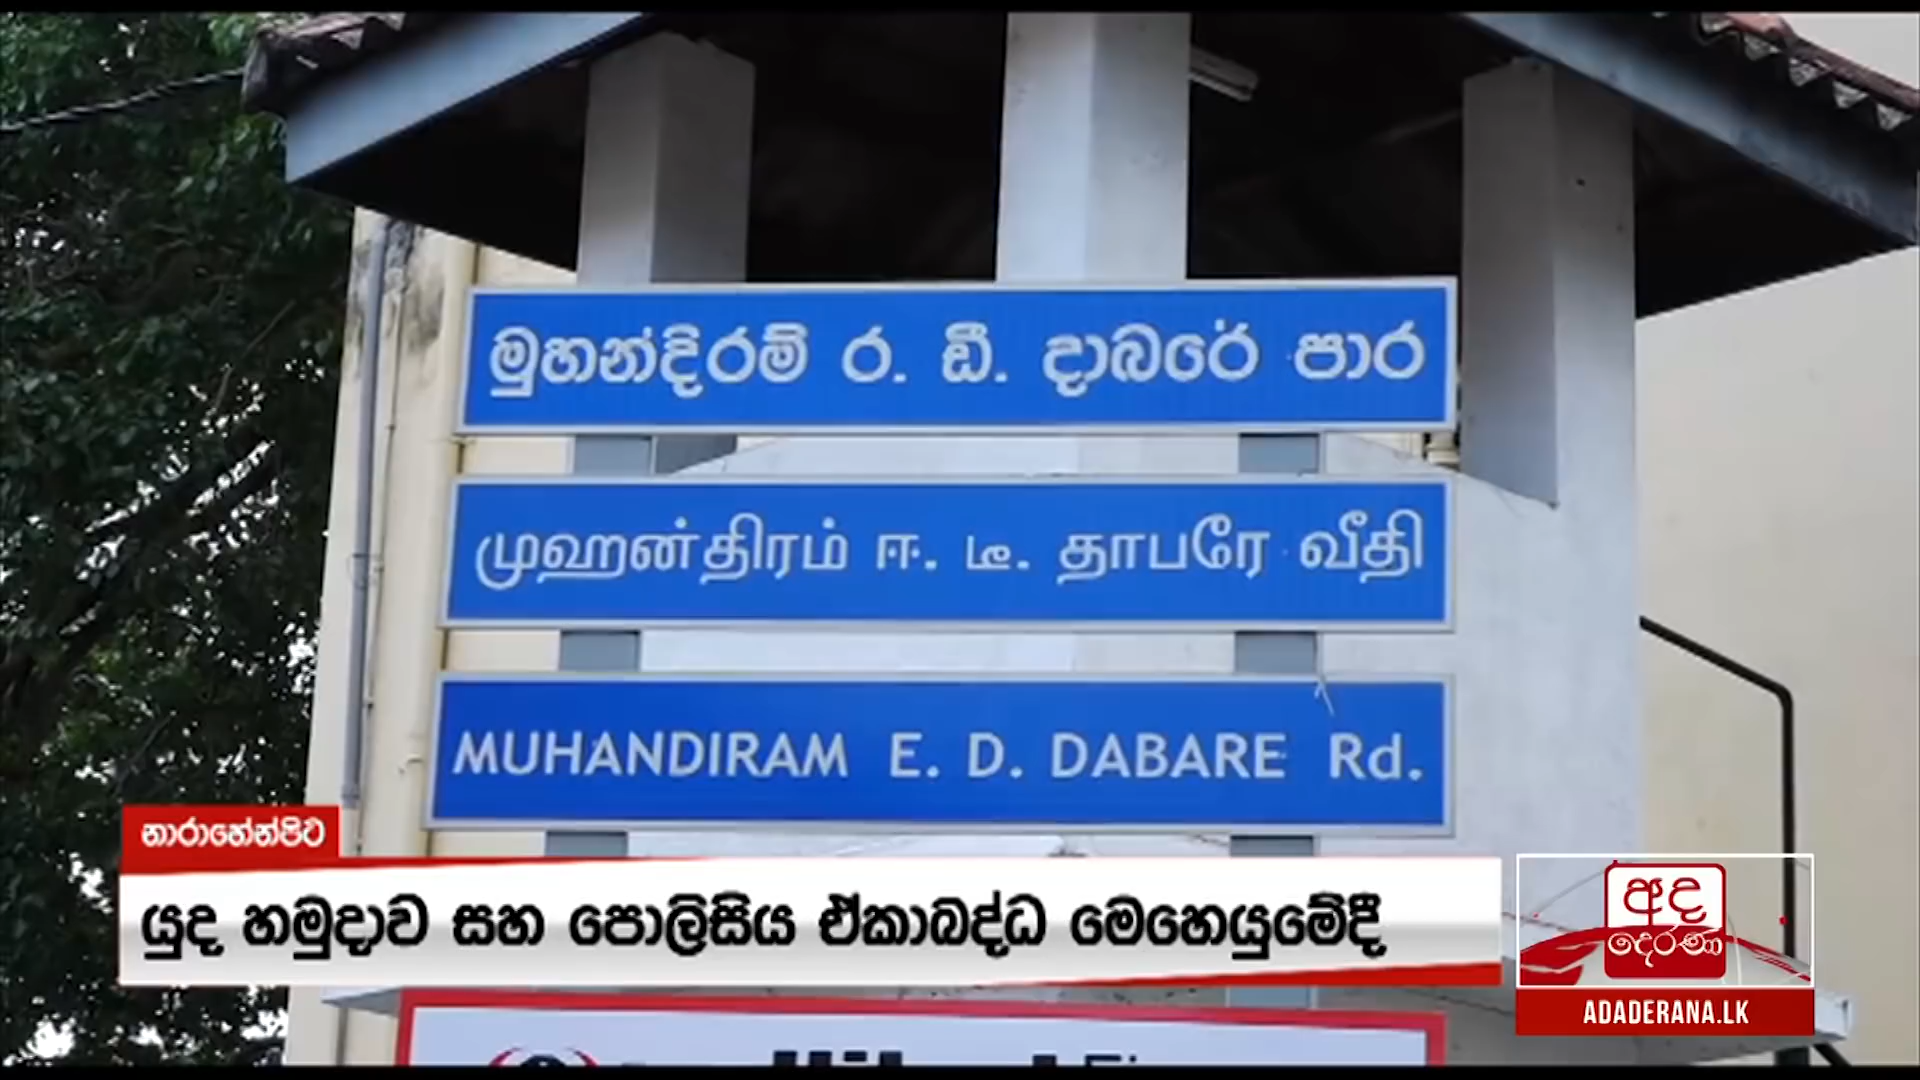 මුහන්දිරම් ර. ඩී. දාබරේ පාර
முஹன்திரம் ஈ. டீ. தாபரே வீதி
MUHANDIRAM E. D. DABARE Rd.
නාරාහේන්පිට
යුද හමුදාව සහ පොලිසිය ඒකාබද්ධ මෙහෙයුමේදී
අද
දෙරණ
ADADERANA.LK